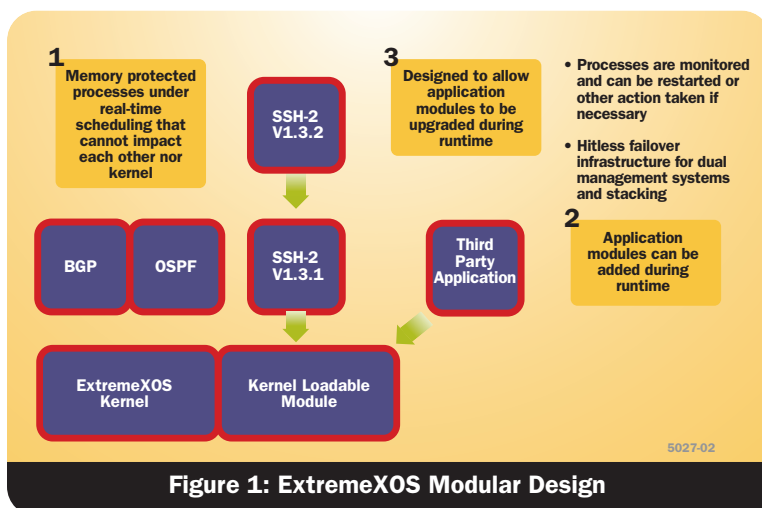 1
Memory protected
processes under
real-time
scheduling that
cannot impact
each other nor
kernel
SSH-2
V1.3.2
3
Designed to allow
application
modules to be
upgraded during
runtime
• Processes are monitored
and can be restarted or
other action taken if
necessary
• Hitless failover
infrastructure for dual
management systems
and stacking
2
Application
modules can be
added during
runtime
BGP
OSPF
SSH-2
V1.3.1
Third
Party
Application
ExtremeXOS
Kernel
Kernel Loadable
Module
5027-02
Figure 1: ExtremeXOS Modular Design